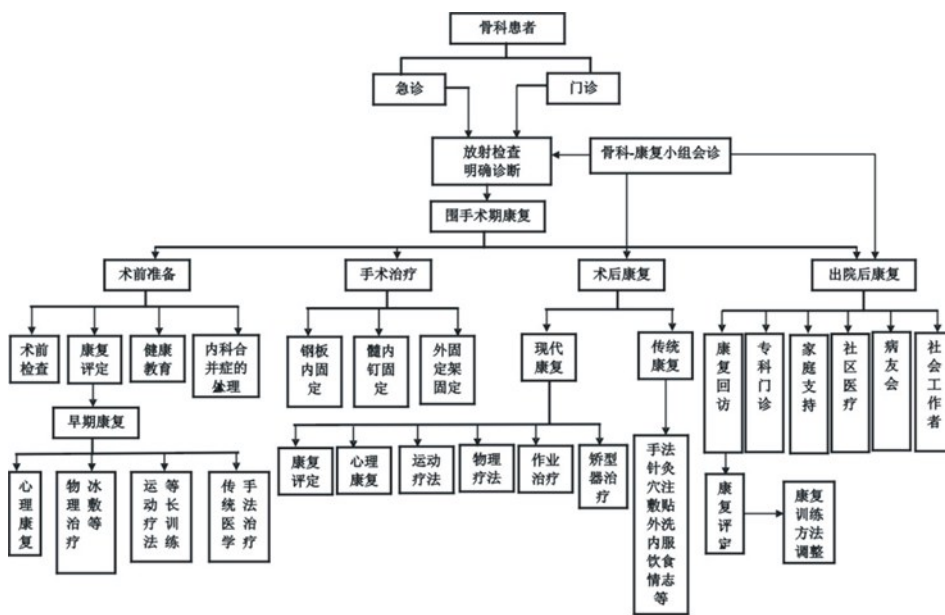 骨科患者
急诊
门诊
放射检查
明确诊断
骨科-康复小组会诊
围手术期康复
术前准备
手术治疗
术后康复
出院后康复
术前
检查
康复
评定
健康
教育
内科合
并症的
处理
钢板
内固
定
髓内
钉固
定
外固
定架
固定
现代
康复
传统
康复
康复回访
专科门诊
家庭支持
社区医疗
病友会
社会工作者
早期康复
心理康复
物理治疗
冰敷等
运动疗法
等长训练
传统医学
手法治疗
康复
评定
心理
康复
运动
疗法
物理
疗法
作业
治疗
矫型
器治疗
手法
针灸
穴注
敷贴
外洗
内服
饮食
情志
等
康复评定
康复
训练
方法
调整